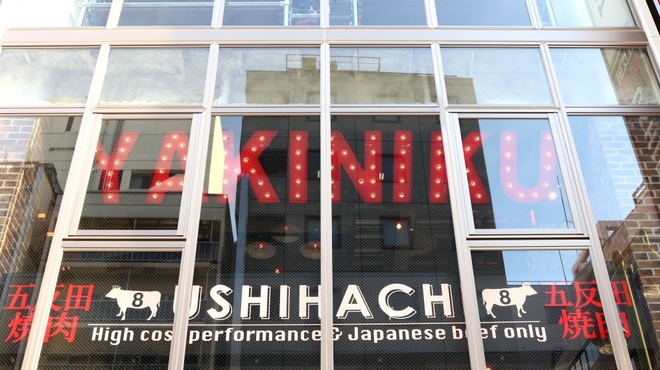 YAKINIKU
五反田
焼肉
8
USHIHACH
8
五反田
焼肉
High cost performance & Japanese beef only